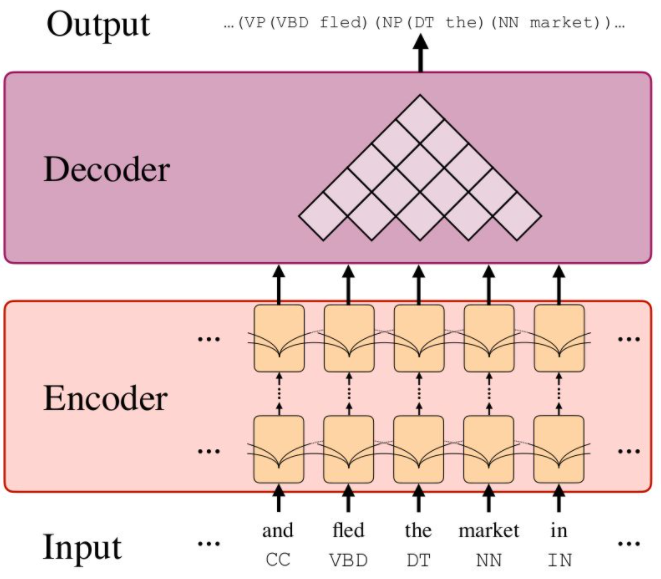 Output …(VP(VBD fled)(NP(DT the)(NN market))…
Decoder
Encoder
...
...
...
...
Input ... and fled the market in ...
CC VBD DT NN IN